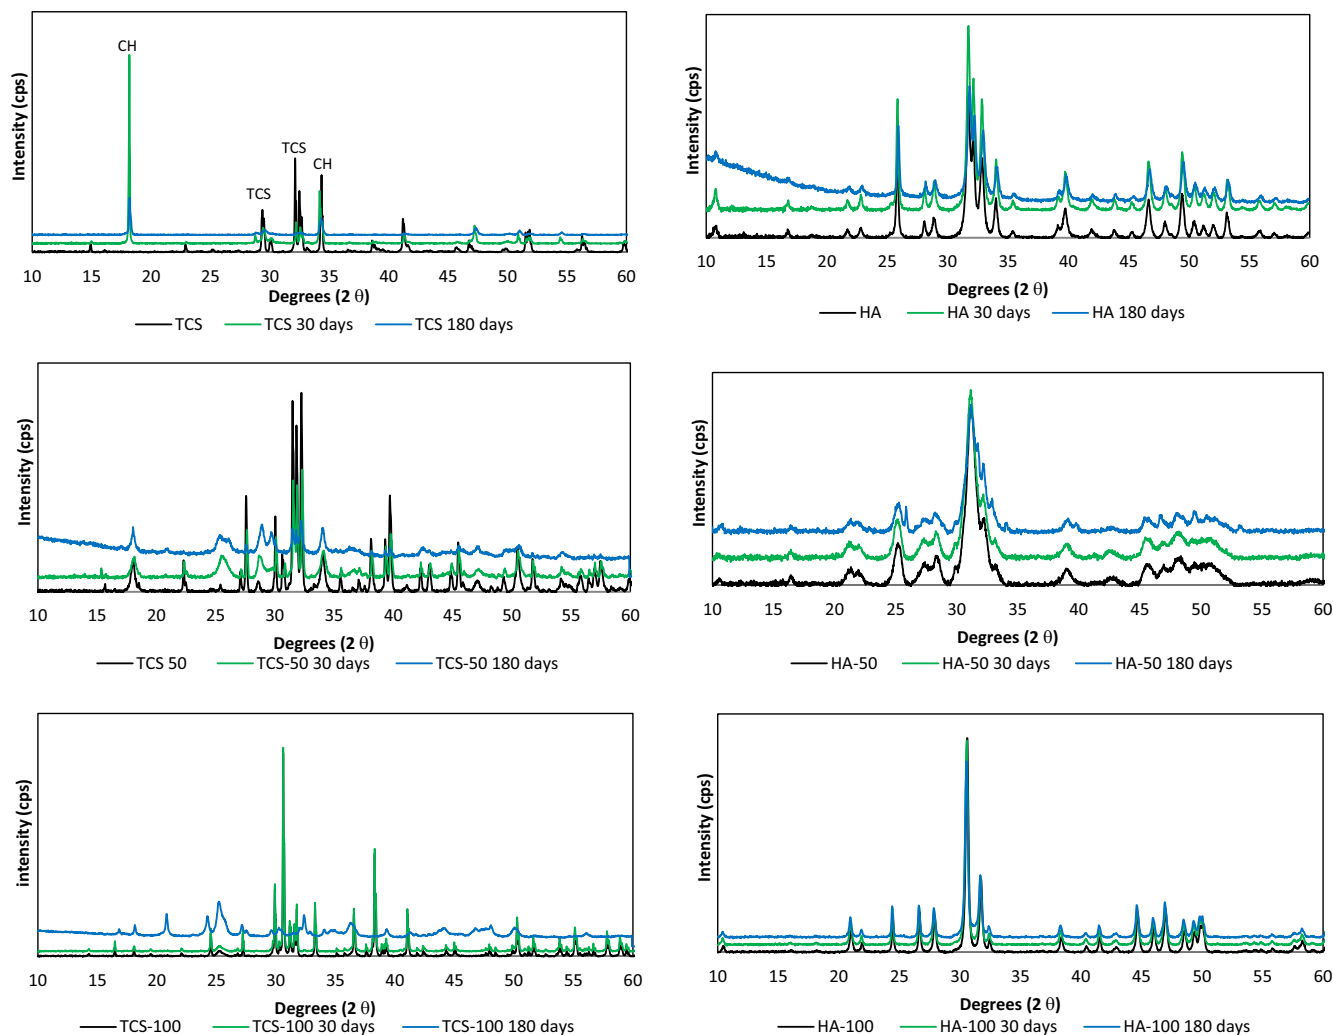 Intensity (cps)
CH
TCS
TCS
CH
10 15 20 25 30 35 40 45 50 55 60
Degrees (2 θ)
TCS TCS 30 days TCS 180 days
Intensity (cps)
10 15 20 25 30 35 40 45 50 55 60
Degrees (2 θ)
HA HA 30 days HA 180 days
Intensity (cps)
10 15 20 25 30 35 40 45 50 55 60
Degrees (2 θ)
TCS 50 TCS-50 30 days TCS-50 180 days
Intensity (cps)
10 15 20 25 30 35 40 45 50 55 60
Degrees (2 θ)
HA-50 HA-50 30 days HA-50 180 days
intensity (cps)
10 15 20 25 30 35 40 45 50 55 60
Degrees (2 θ)
TCS-100 TCS-100 30 days TCS-100 180 days
Intensity (cps)
10 15 20 25 30 35 40 45 50 55 60
Degrees (2 θ)
HA-100 HA-100 30 days HA-100 180 days